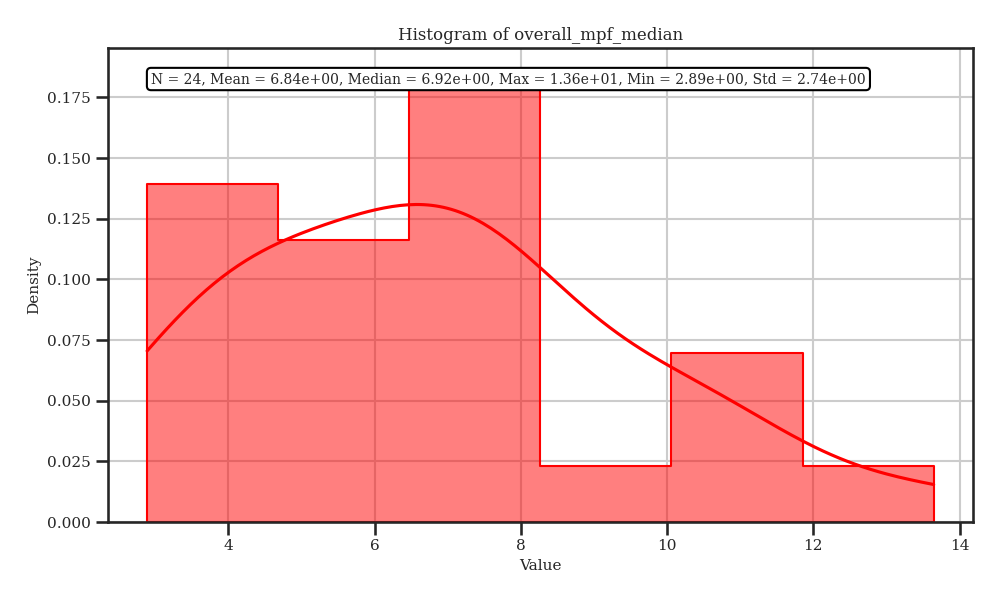 Histogram of overall_mpf_median
N = 24, Mean = 6.84e+00, Median = 6.92e+00, Max = 1.36e+01, Min = 2.89e+00, Std = 2.74e+00
0.175
0.150
0.125
0.100
0.075
0.050
0.025
0.000
Density
4 6 8 10 12 14
Value